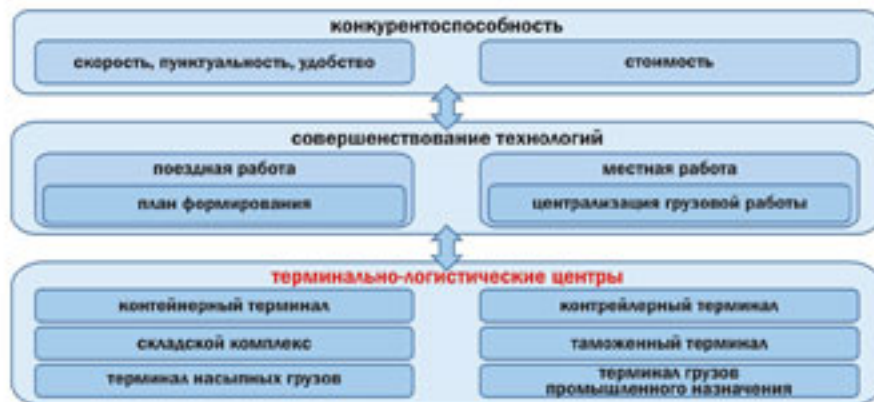 конкурентоспособность
скорость, пунктуальность, удобство
стоимость
совершенствование технологий
поездная работа
местная работа
план формирования
централизация грузовой работы
терминально-логистические центры
контейнерный терминал
контрейлерный терминал
складской комплекс
таможенный терминал
терминал насыпных грузов
терминал грузов
промышленного назначения